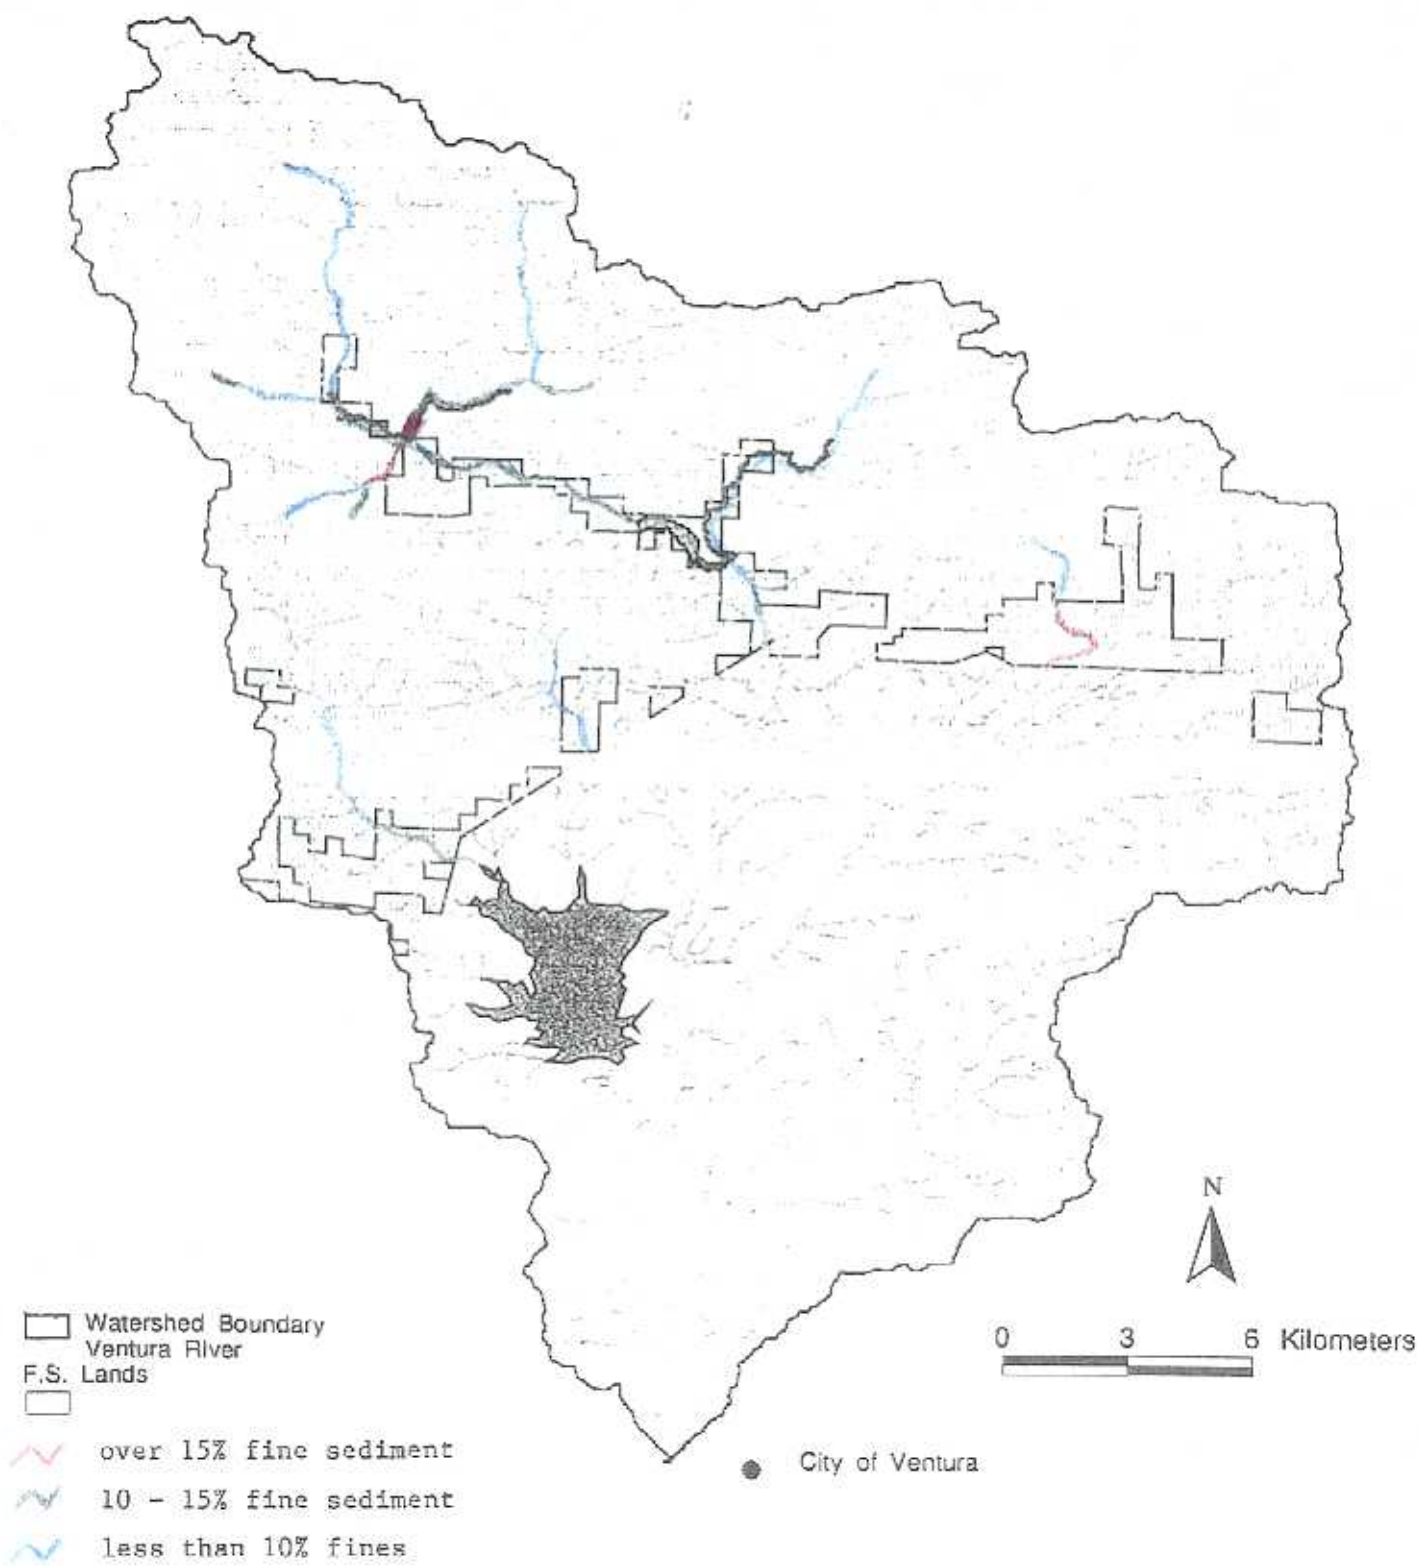 N
0 3 6 Kilometers
Watershed Boundary
Ventura River
F.S. Lands
over 15% fine sediment
10 - 15% fine sediment
less than 10% fines
City of Ventura